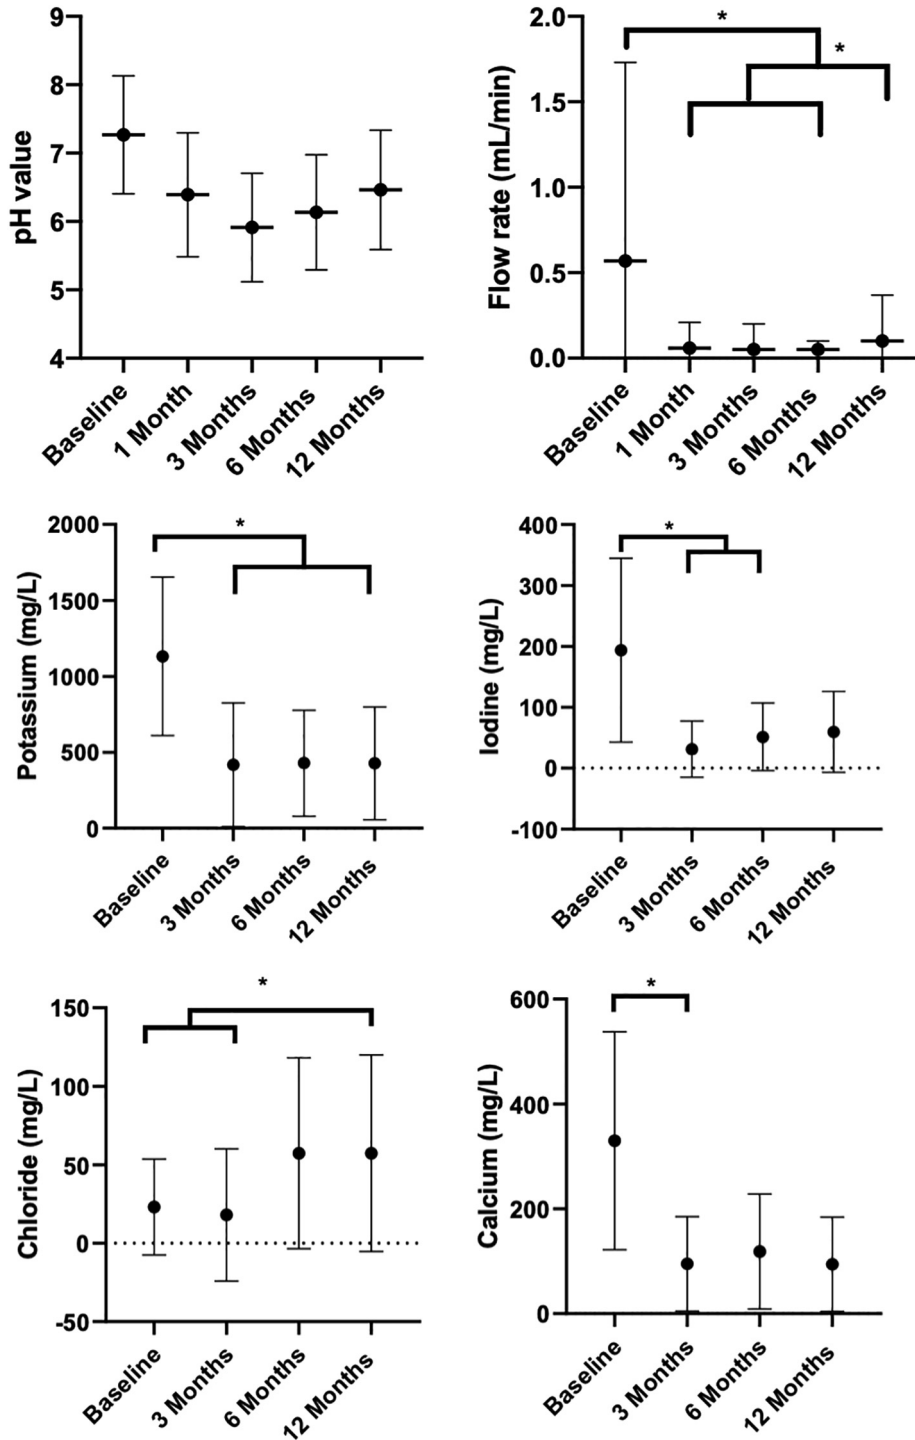 pH value
9
8
7
6
5
4
Baseline
1 Month
3 Months
6 Months
12 Months
Flow rate (mL/min)
2.0
1.5
1.0
0.5
0.0
*
*
Baseline
1 Month
3 Months
6 Months
12 Months
Potassium (mg/L)
2000
1500
1000
500
0
*
Baseline
3 Months
6 Months
12 Months
Iodine (mg/L)
400
300
200
100
0
-100
*
Baseline
3 Months
6 Months
12 Months
Chloride (mg/L)
150
100
50
0
-50
*
Baseline
3 Months
6 Months
12 Months
Calcium (mg/L)
600
400
200
0
*
Baseline
3 Months
6 Months
12 Months